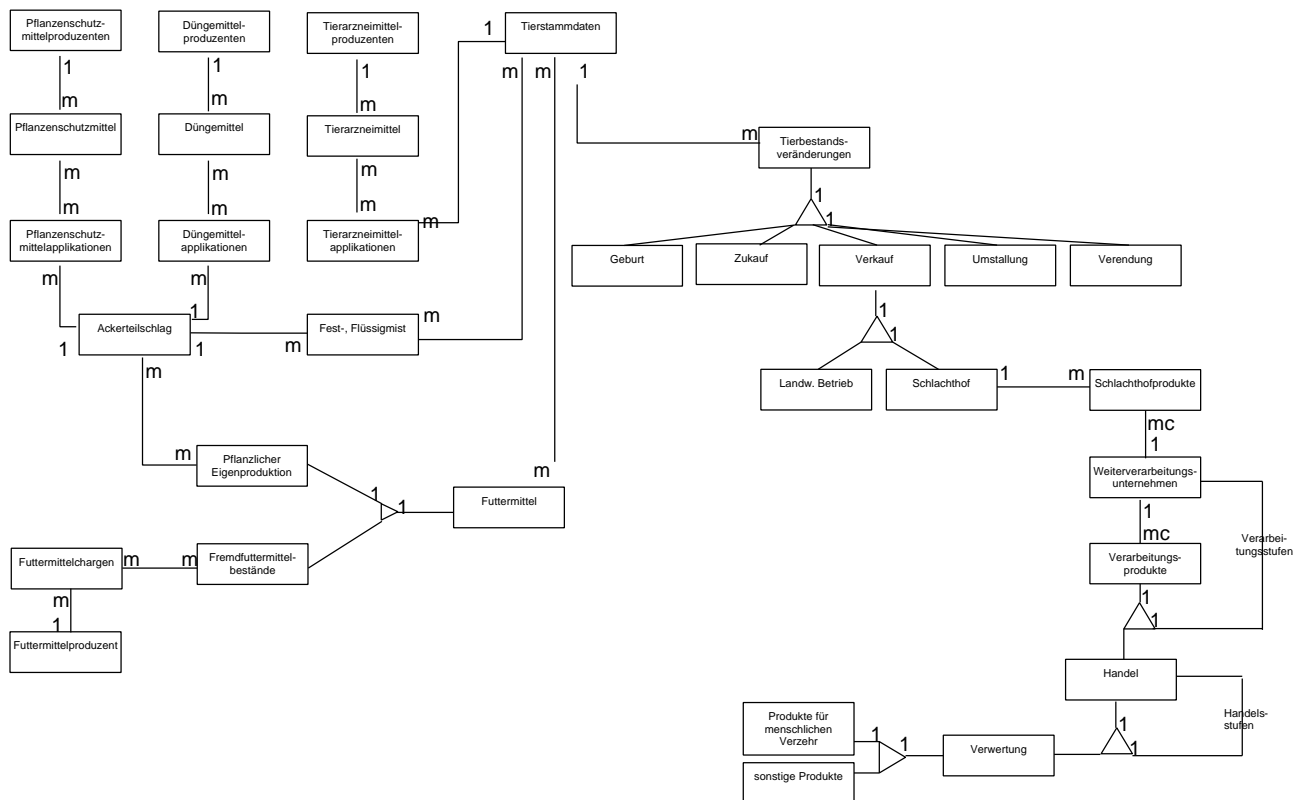 Pflanzenschutz-
mittelproduzenten
Düngemittel-
produzenten
Tierarzneimittel-
produzenten
1
Tierstammdaten
1
1
1
m
m
1
m
m
m
Pflanzenschutzmittel
Düngemittel
Tierarzneimittel
m
Tierbestands-
veränderungen
m
m
m
m
m
m
1
1
Pflanzenschutz-
mittelapplikationen
Düngemittel-
applikationen
Tierarzneimittel-
applikationen
m
Geburt
Zukauf
Verkauf
Umstallung
Verendung
m
m
1
1
1
Ackerteilschlag
1
1
m
Fest-, Flüssigmist
m
m
Landw. Betrieb
Schlachthof
1
m
Schlachthofprodukte
mc
1
m
Pflanzlicher
Eigenproduktion
m
Weiterverarbeitungs-
unternehmen
1
1
Futtermittel
1
mc
Verarbei-
tungsstufen
Futtermittelchargen
m
m
Fremdfuttermittel-
bestände
Verarbeitungs-
produkte
m
1
1
1
Futtermittelproduzent
Handel
Handels-
stufen
Produkte für
menschlichen
Verzehr
1
1
1
1
Verwertung
sonstige Produkte